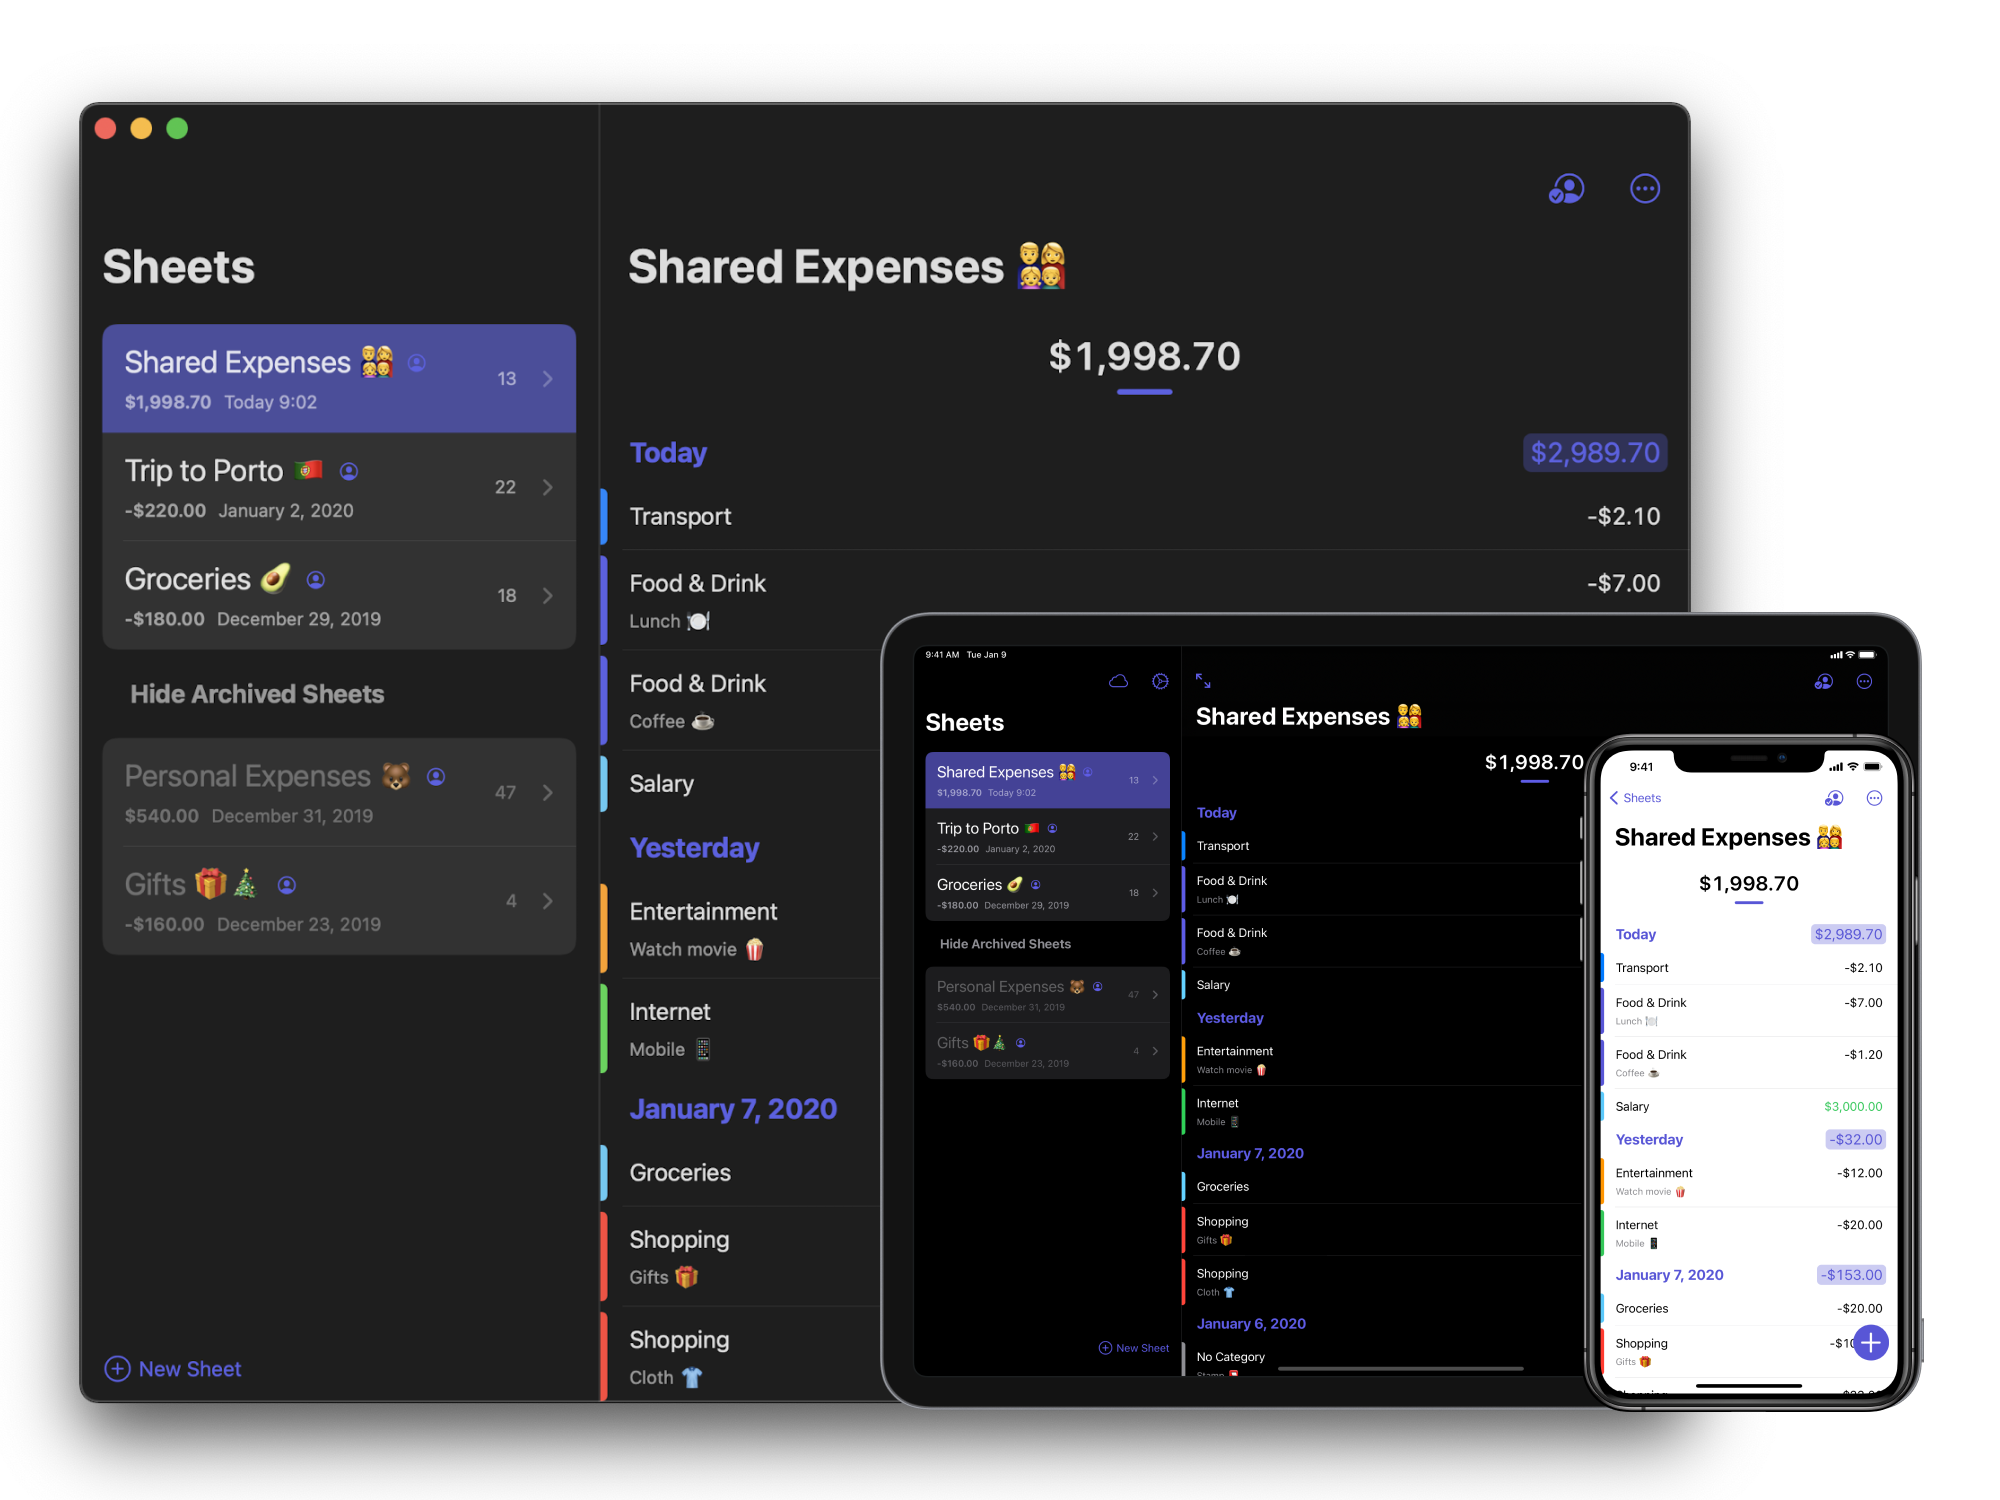 Sheets
Shared Expenses 👨‍👩‍👧‍👦
13
$1,998.70 Today 9:02
Trip to Porto 🇵🇹
22
-$220.00 January 2, 2020
Groceries 🥑
18
-$180.00 December 29, 2019
Hide Archived Sheets
Personal Expenses 🐻
47
$540.00 December 31, 2019
Gifts 🎁🎄
4
-$160.00 December 23, 2019
New Sheet
Shared Expenses 👨‍👩‍👧‍👦
$1,998.70
Today $2,989.70
Transport -$2.10
Food & Drink -$7.00
Lunch 🍽
Food & Drink
Coffee ☕
Salary
Yesterday
Entertainment
Watch movie 🍿
Internet
Mobile 📱
January 7, 2020
Groceries
Shopping
Gifts 🎁
Shopping
Cloth 👕
9:41 AM Tue Jan 9
Sheets
Shared Expenses 👨‍👩‍👧‍👦
13
$1,998.70 Today 9:02
Trip to Porto 🇵🇹
22
-$220.00 January 2, 2020
Groceries 🥑
18
-$180.00 December 29, 2019
Hide Archived Sheets
Personal Expenses 🐻
47
$540.00 December 31, 2019
Gifts 🎁🎄
4
-$160.00 December 23, 2019
New Sheet
Shared Expenses 👨‍👩‍👧‍👦
$1,998.70
Today
Transport
Food & Drink
Lunch 🍽
Food & Drink
Coffee ☕
Salary
Yesterday
Entertainment
Watch movie 🍿
Internet
Mobile 📱
January 7, 2020
Groceries
Shopping
Gifts 🎁
Shopping
Cloth 👕
January 6, 2020
No Category
Stamp
9:41
Sheets
Shared Expenses 👨‍👩‍👧‍👦
$1,998.70
Today $2,989.70
Transport -$2.10
Food & Drink -$7.00
Lunch 🍽
Food & Drink -$1.20
Coffee ☕
Salary $3,000.00
Yesterday -$32.00
Entertainment -$12.00
Watch movie 🍿
Internet -$20.00
Mobile 📱
January 7, 2020 -$153.00
Groceries -$20.00
Shopping
Gifts 🎁
Shopping